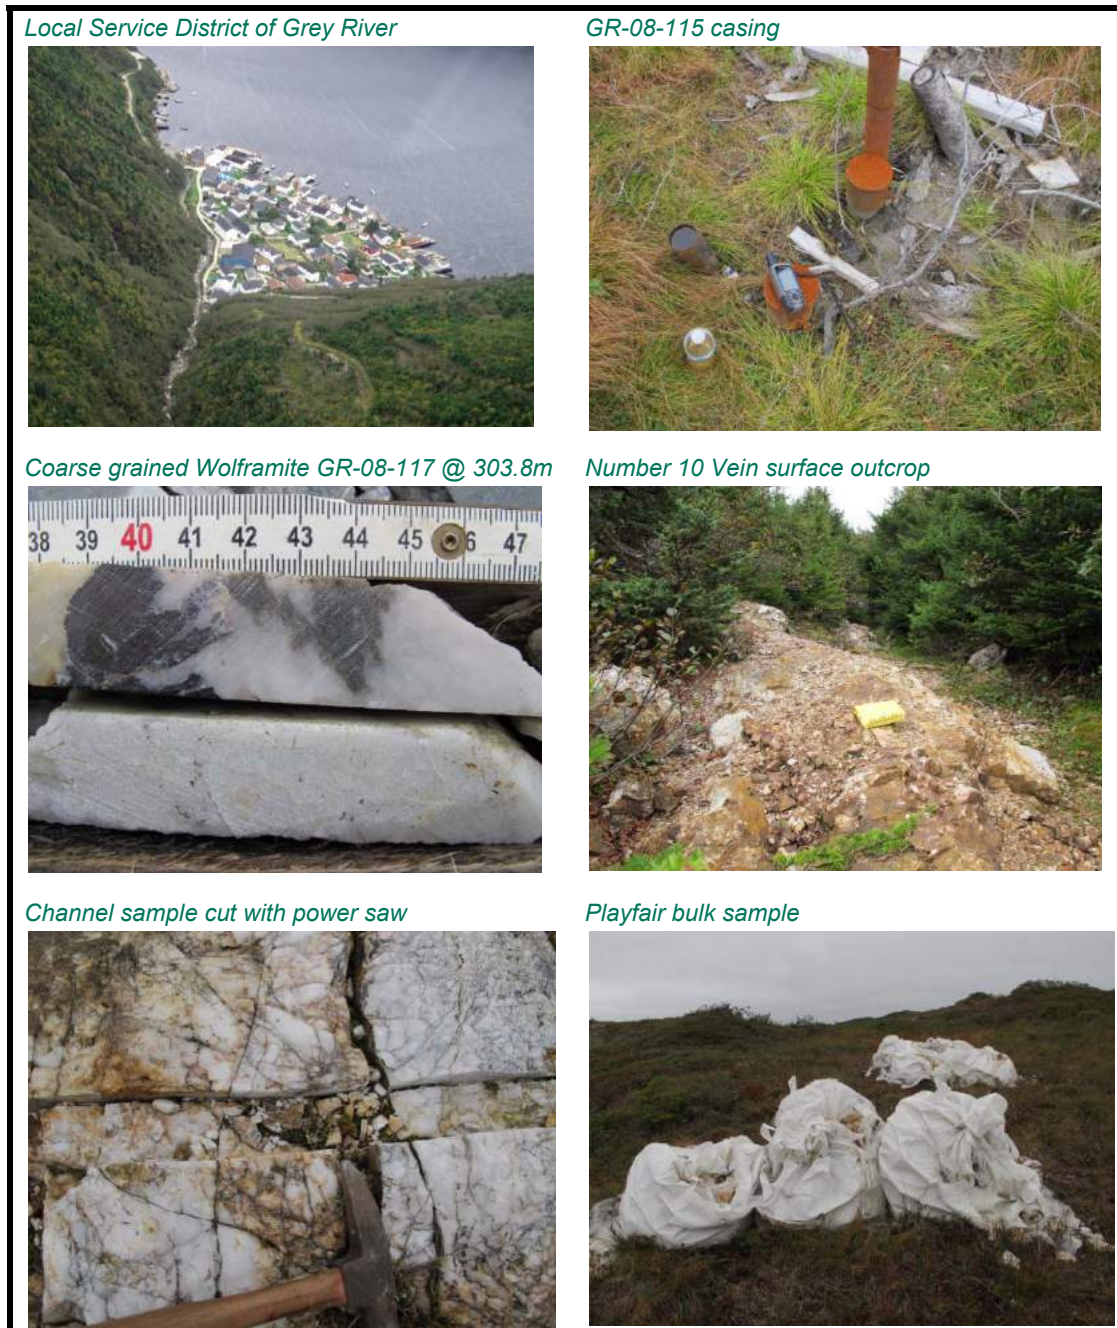 Local Service District of Grey River
GR-08-115 casing
Coarse grained Wolframite GR-08-117 @ 303.8m
Number 10 Vein surface outcrop
38 39 40 41 42 43 44 45 6 47
Channel sample cut with power saw
Playfair bulk sample